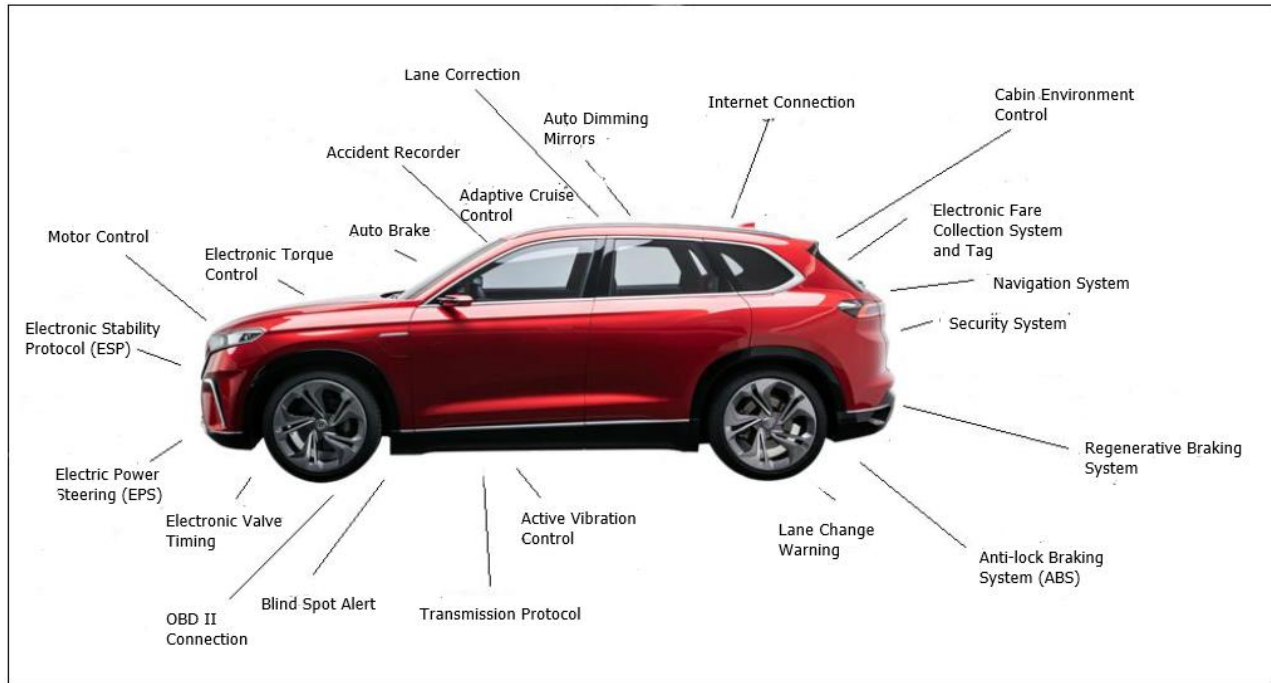 Lane Correction
Auto Dimming
Mirrors
Internet Connection
Cabin Environment
Control
Accident Recorder
Adaptive Cruise
Control
Electronic Fare
Collection System
and Tag
Motor Control
Auto Brake
Electronic Torque
Control
Navigation System
Security System
Electronic Stability
Protocol (ESP)
Regenerative Braking
System
Electric Power
Steering (EPS)
Electronic Valve
Timing
Active Vibration
Control
Lane Change
Warning
Anti-lock Braking
System (ABS)
Blind Spot Alert
Transmission Protocol
OBD II
Connection